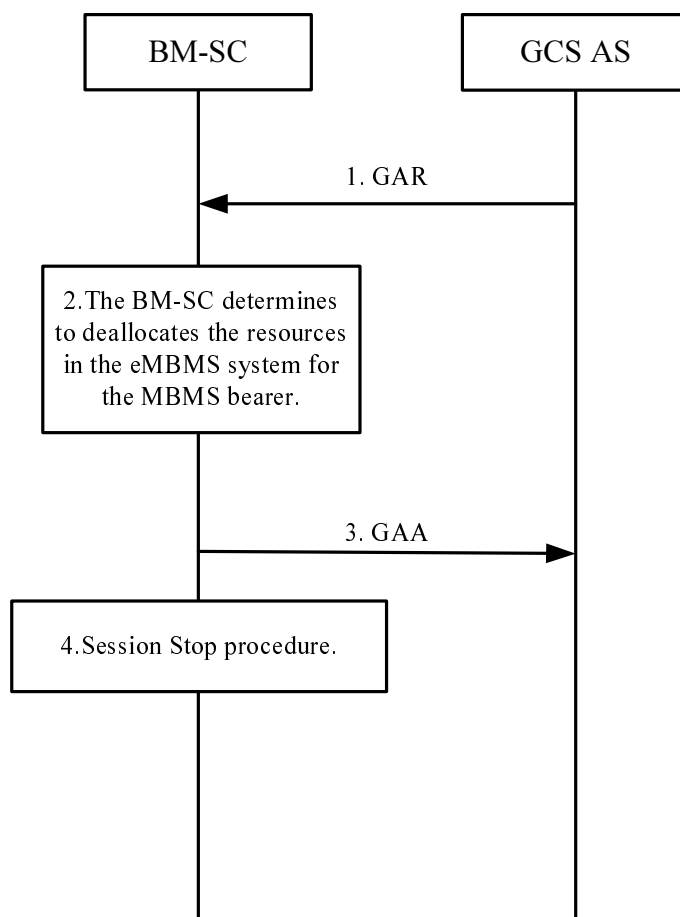 BM-SC
GCS AS
1. GAR
2.The BM-SC determines
to deallocates the resources
in the eMBMS system for
the MBMS bearer.
3. GAA
4.Session Stop procedure.